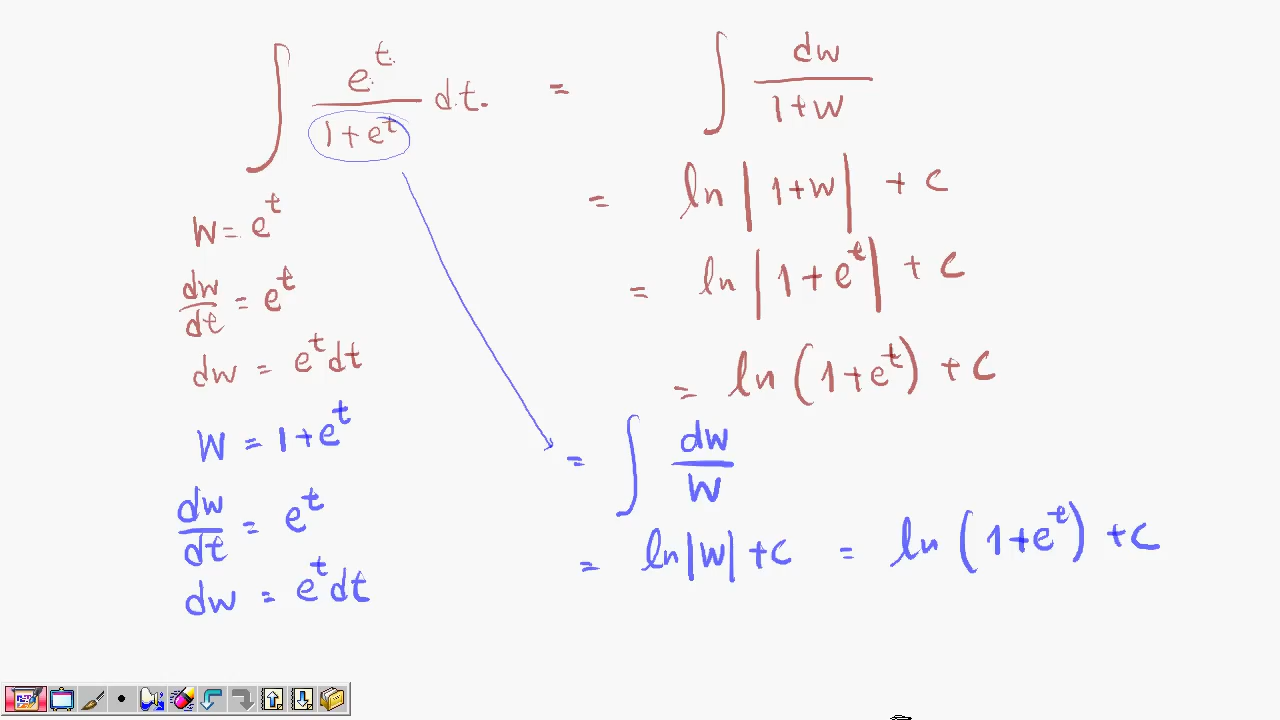 ∫ e^t / (1+e^t) dt. = ∫ dw / (1+w)
= ln |1+w| + c
w = e^t
= ln |1+e^t| + c
dw/dt = e^t
dw = e^t dt
= ln (1+e^t) + c
w = 1+e^t
= ∫ dw / w
dw/dt = e^t
= ln|w| + c = ln (1+e^t) + c
dw = e^t dt